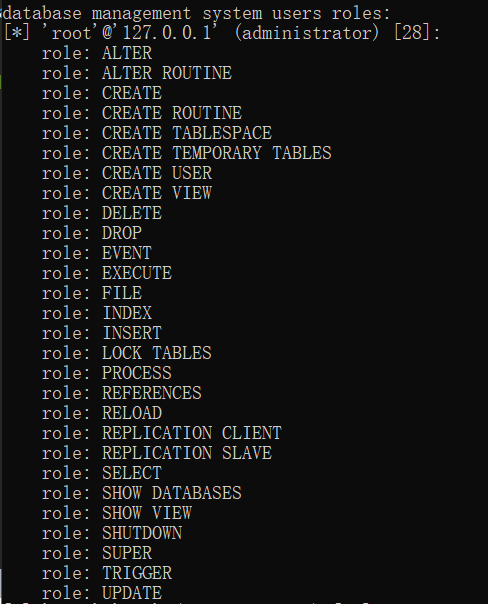 database management system users roles:
[*] 'root'@'127.0.0.1' (administrator) [28]:
role: ALTER
role: ALTER ROUTINE
role: CREATE
role: CREATE ROUTINE
role: CREATE TABLESPACE
role: CREATE TEMPORARY TABLES
role: CREATE USER
role: CREATE VIEW
role: DELETE
role: DROP
role: EVENT
role: EXECUTE
role: FILE
role: INDEX
role: INSERT
role: LOCK TABLES
role: PROCESS
role: REFERENCES
role: RELOAD
role: REPLICATION CLIENT
role: REPLICATION SLAVE
role: SELECT
role: SHOW DATABASES
role: SHOW VIEW
role: SHUTDOWN
role: SUPER
role: TRIGGER
role: UPDATE